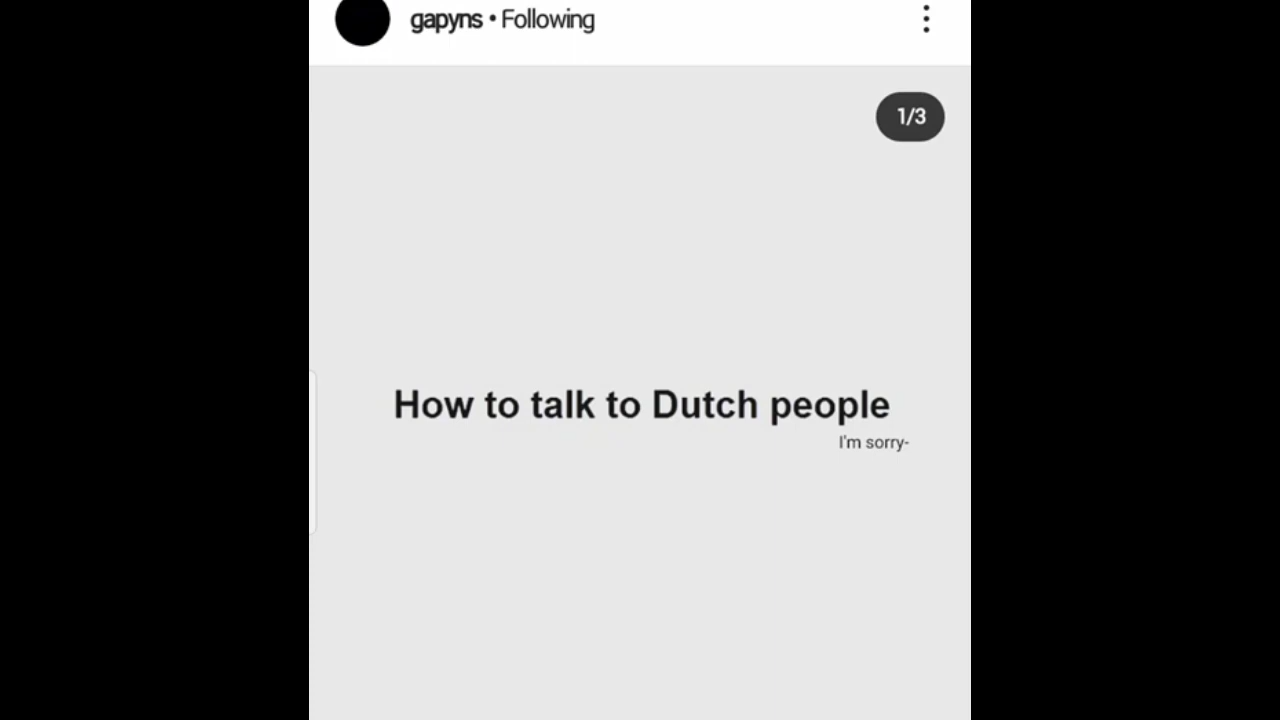 gapyns • Following
1/3
How to talk to Dutch people
I'm sorry-